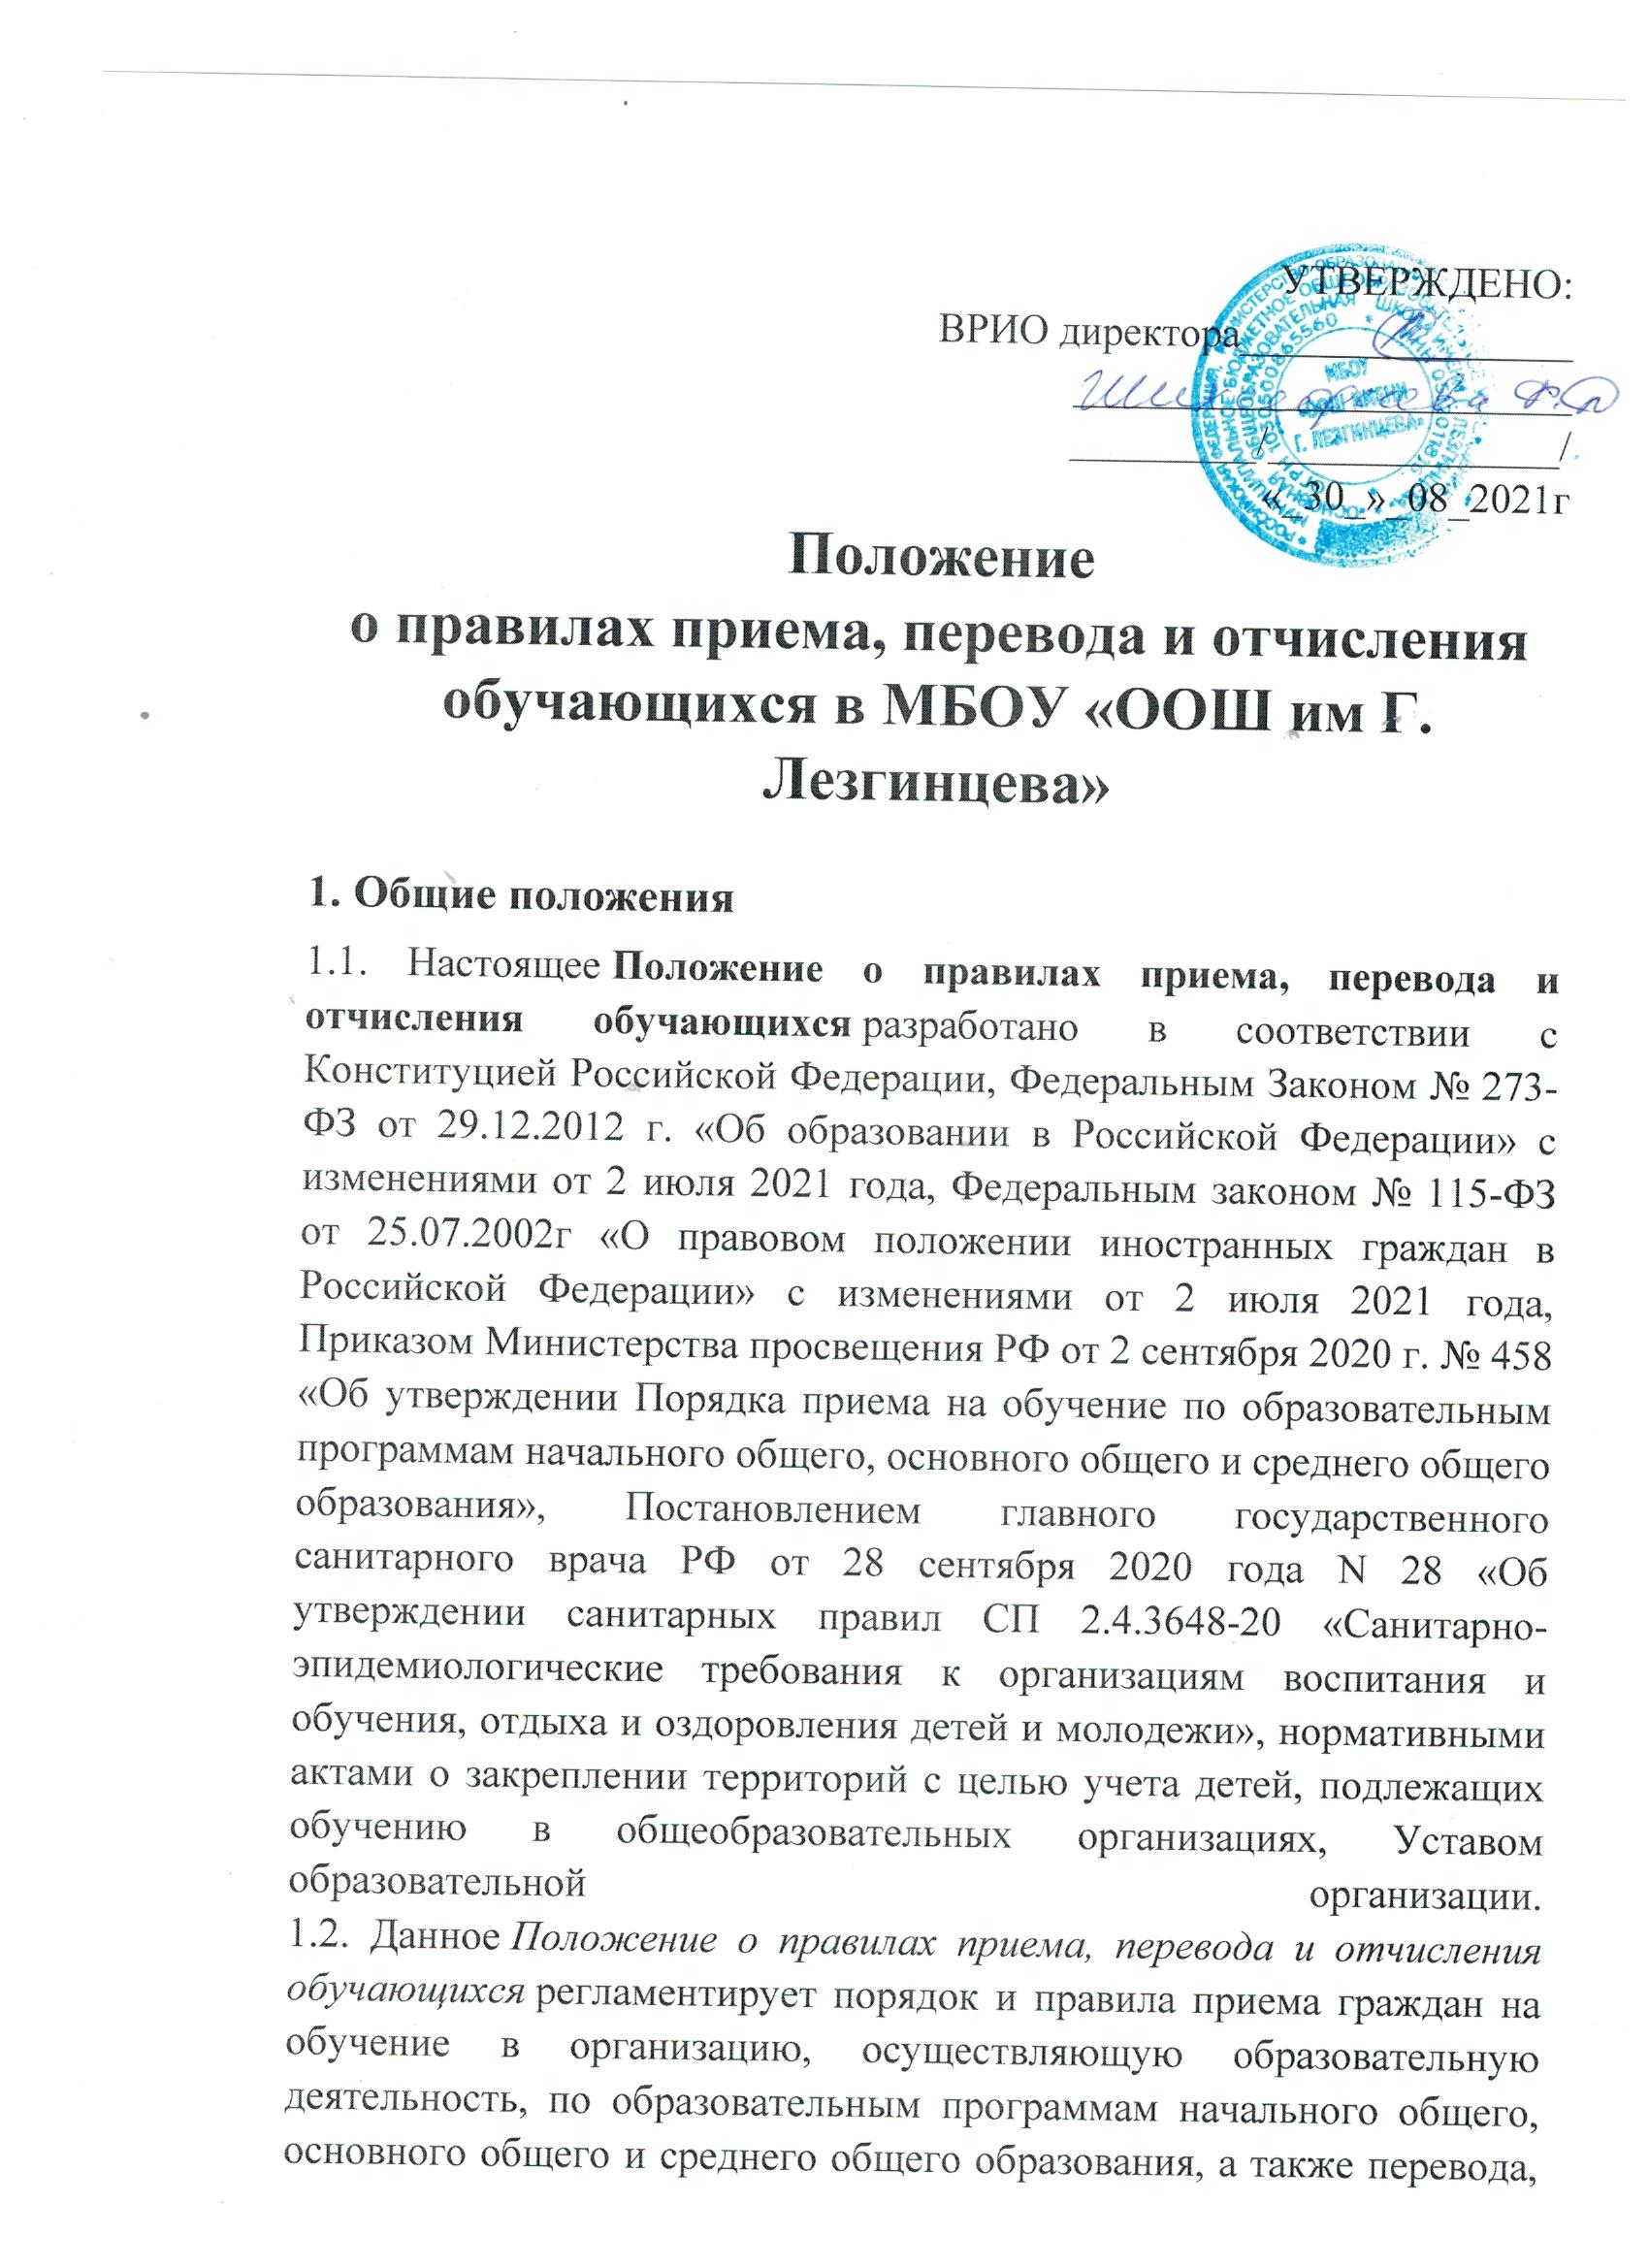 УТВЕРЖДЕНО:
ВРИО директора________________
_______________________
_________/______________/
«_30_»_08_2021г
МБОУ
Г. ЛЕЗГИНЦЕВА»
Положение
о правилах приема, перевода и отчисления
обучающихся в МБОУ «ООШ им Г.
Лезгинцева»
1. Общие положения
1.1. Настоящее Положение о правилах приема, перевода и
отчисления обучающихся разработано в соответствии с
Конституцией Российской Федерации, Федеральным Законом № 273-
ФЗ от 29.12.2012 г. «Об образовании в Российской Федерации» с
изменениями от 2 июля 2021 года, Федеральным законом № 115-ФЗ
от 25.07.2002г «О правовом положении иностранных граждан в
Российской Федерации» с изменениями от 2 июля 2021 года,
Приказом Министерства просвещения РФ от 2 сентября 2020 г. № 458
«Об утверждении Порядка приема на обучение по образовательным
программам начального общего, основного общего и среднего общего
образования», Постановлением главного государственного
санитарного врача РФ от 28 сентября 2020 года N 28 «Об
утверждении санитарных правил СП 2.4.3648-20 «Санитарно-
эпидемиологические требования к организациям воспитания и
обучения, отдыха и оздоровления детей и молодежи», нормативными
актами о закреплении территорий с целью учета детей, подлежащих
обучению в общеобразовательных организациях, Уставом
образовательной организации.
1.2. Данное Положение о правилах приема, перевода и отчисления
обучающихся регламентирует порядок и правила приема граждан на
обучение в организацию, осуществляющую образовательную
деятельность, по образовательным программам начального общего,
основного общего и среднего общего образования, а также перевода,